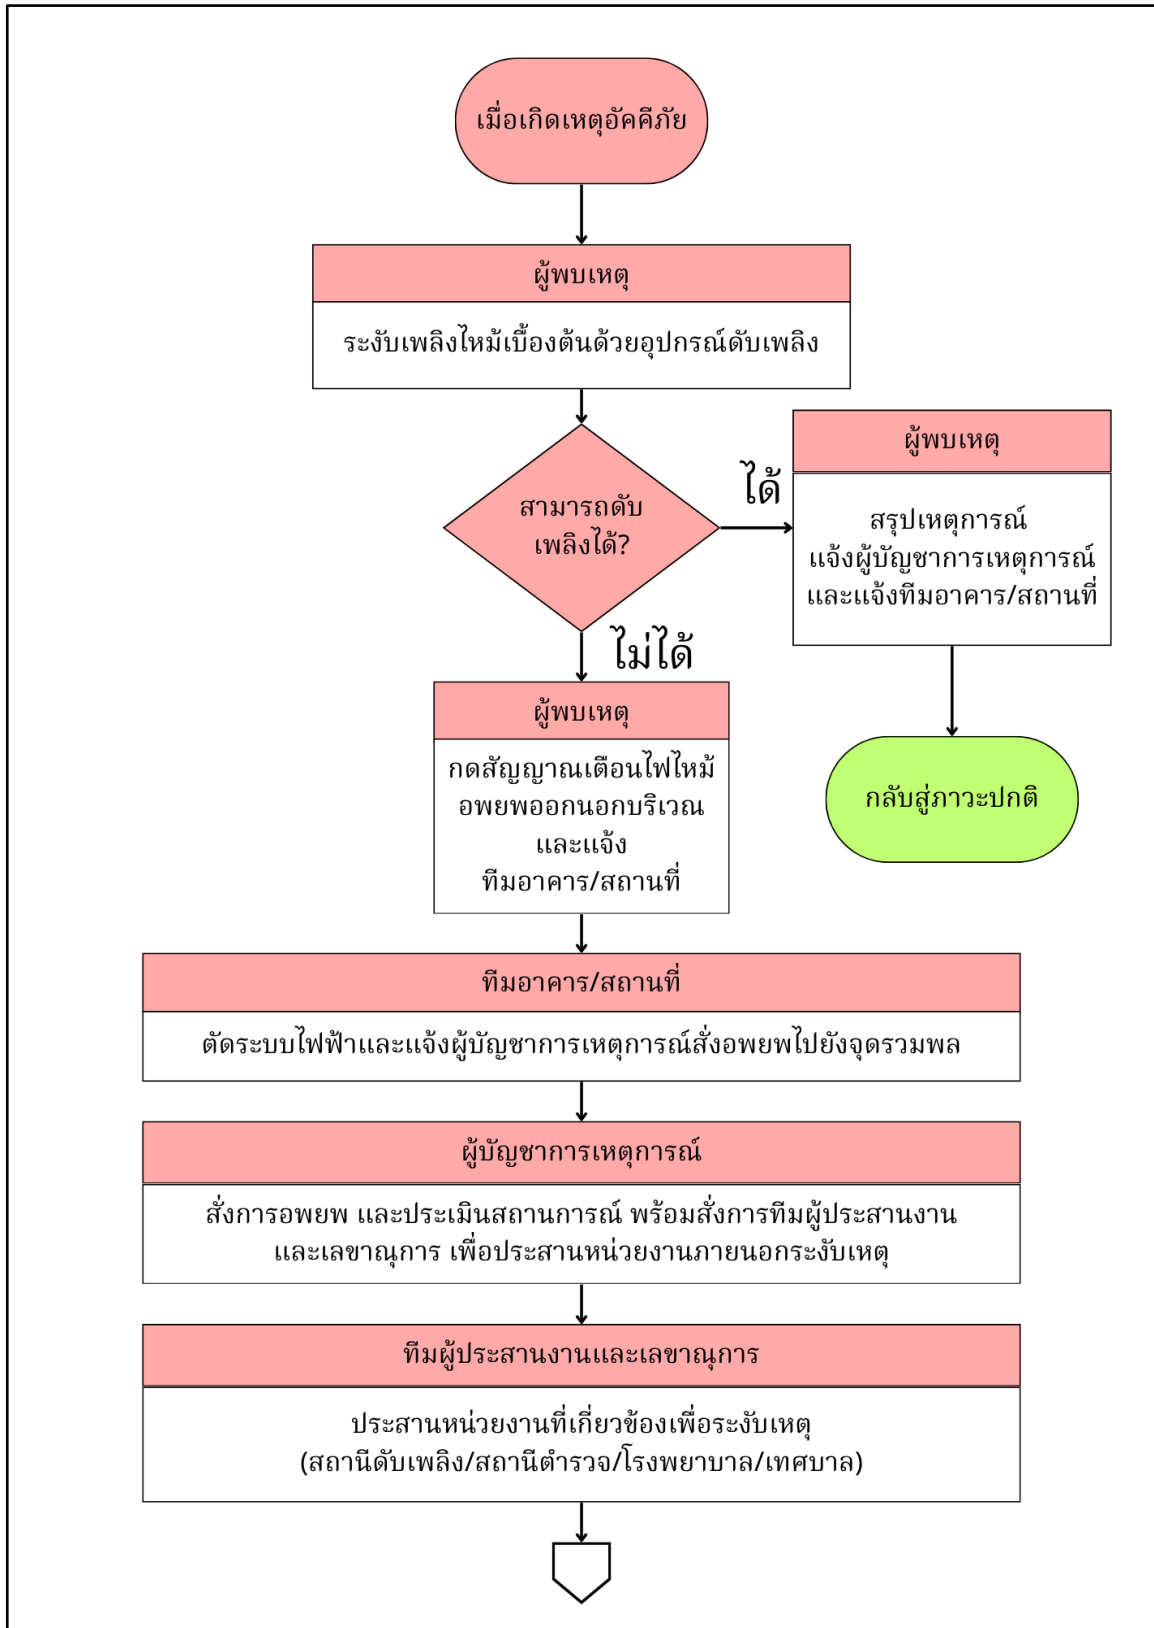 เมื่อเกิดเหตุอัคคีภัย
ผู้พบเหตุ
ระงับเพลิงไหม้เบื้องต้นด้วยอุปกรณ์ดับเพลิง
สามารถดับ
เพลิงได้?
ได้
ผู้พบเหตุ
สรุปเหตุการณ์
แจ้งผู้บัญชาการเหตุการณ์
และแจ้งทีมอาคาร/สถานที่
กลับสู่ภาวะปกติ
ไม่ได้
ผู้พบเหตุ
กดสัญญาณเตือนไฟไหม้
อพยพออกนอกบริเวณ
และแจ้ง
ทีมอาคาร/สถานที่
ทีมอาคาร/สถานที่
ตัดระบบไฟฟ้าและแจ้งผู้บัญชาการเหตุการณ์สั่งอพยพไปยังจุดรวมพล
ผู้บัญชาการเหตุการณ์
สั่งการอพยพ และประเมินสถานการณ์ พร้อมสั่งการทีมผู้ประสานงาน
และเลขาณุการ เพื่อประสานหน่วยงานภายนอกระงับเหตุ
ทีมผู้ประสานงานและเลขาณุการ
ประสานหน่วยงานที่เกี่ยวข้องเพื่อระงับเหตุ
(สถานีดับเพลิง/สถานีตำรวจ/โรงพยาบาล/เทศบาล)